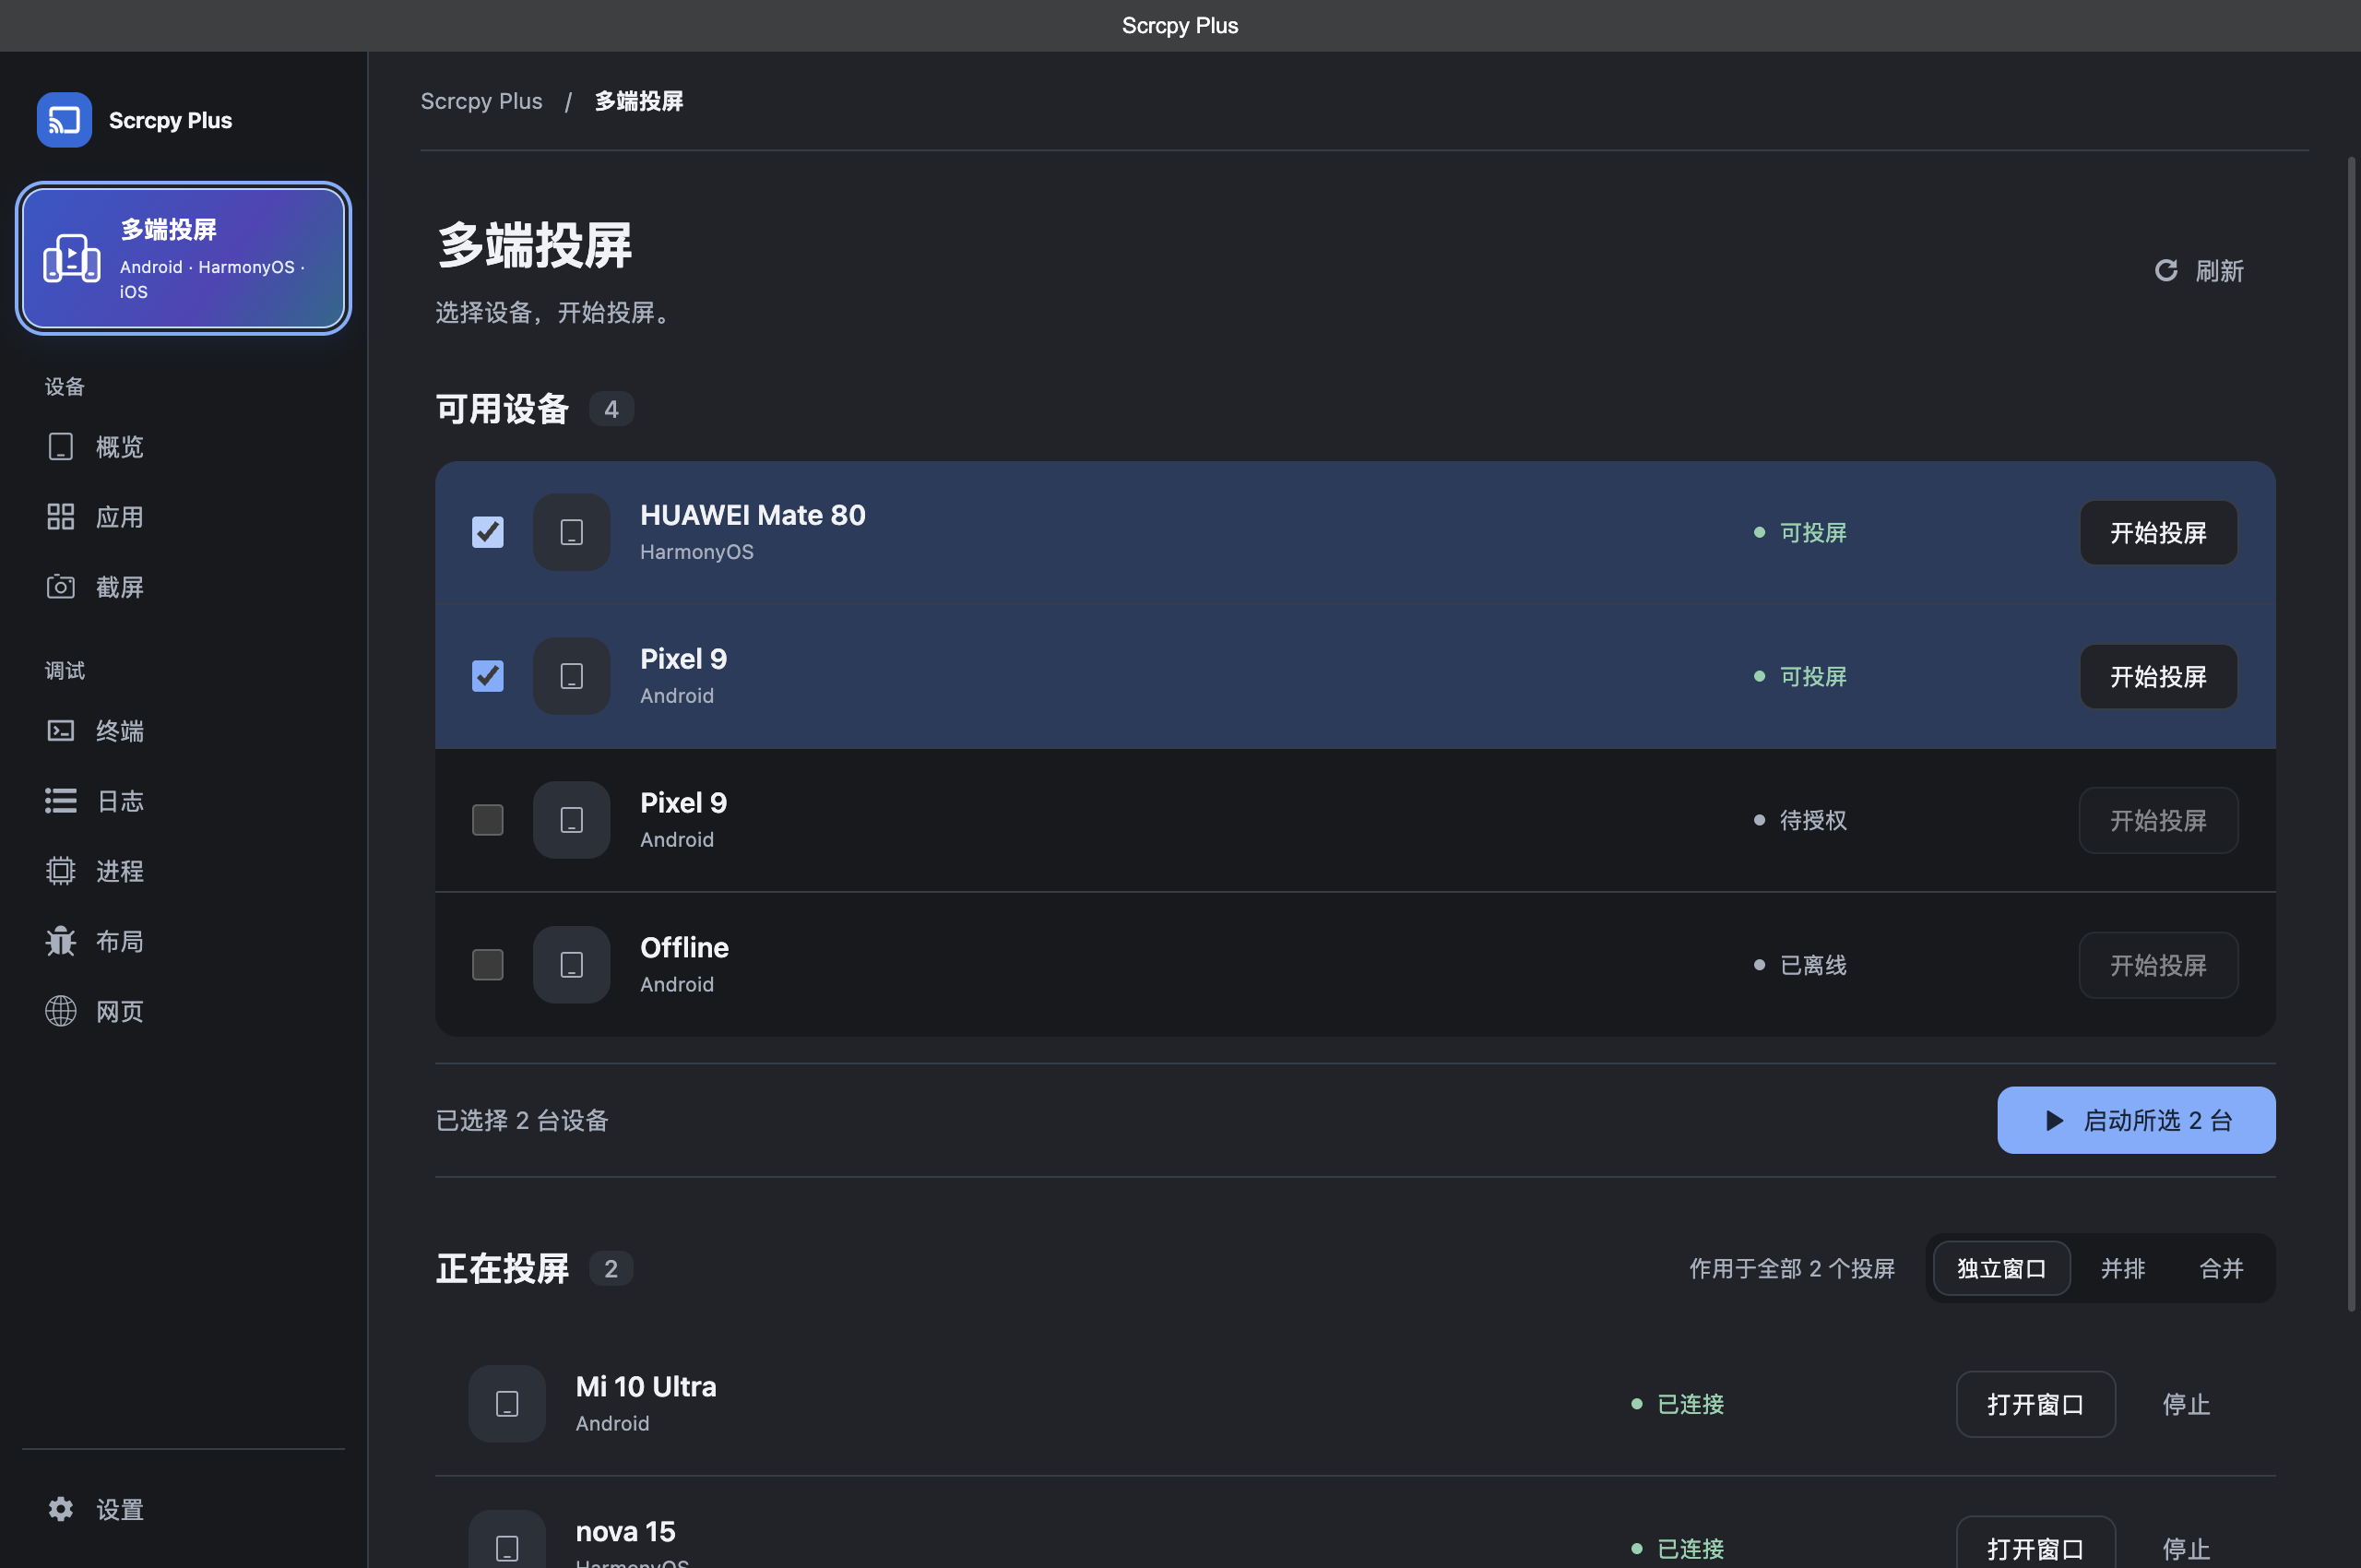 Scrcpy Plus
Scrcpy Plus
多端投屏
Android · HarmonyOS ·
iOS
设备
概览
应用
截屏
调试
终端
日志
进程
布局
网页
设置
Scrcpy Plus / 多端投屏
多端投屏
选择设备，开始投屏。
刷新
可用设备 4
HUAWEI Mate 80
HarmonyOS
可投屏
开始投屏
Pixel 9
Android
可投屏
开始投屏
Pixel 9
Android
待授权
开始投屏
Offline
Android
已离线
开始投屏
已选择 2 台设备
启动所选 2 台
正在投屏 2
作用于全部 2 个投屏
独立窗口
并排
合并
Mi 10 Ultra
Android
已连接
打开窗口
停止
nova 15
HarmonyOS
已连接
打开窗口
停止